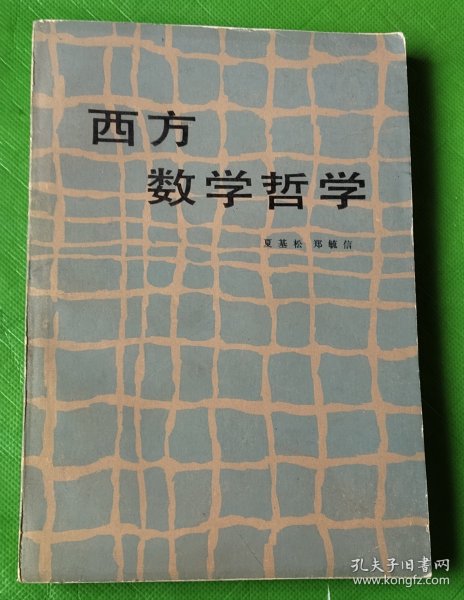 西方
数学哲学
夏基松 郑毓信
孔夫子旧书网
www.kongfz.com